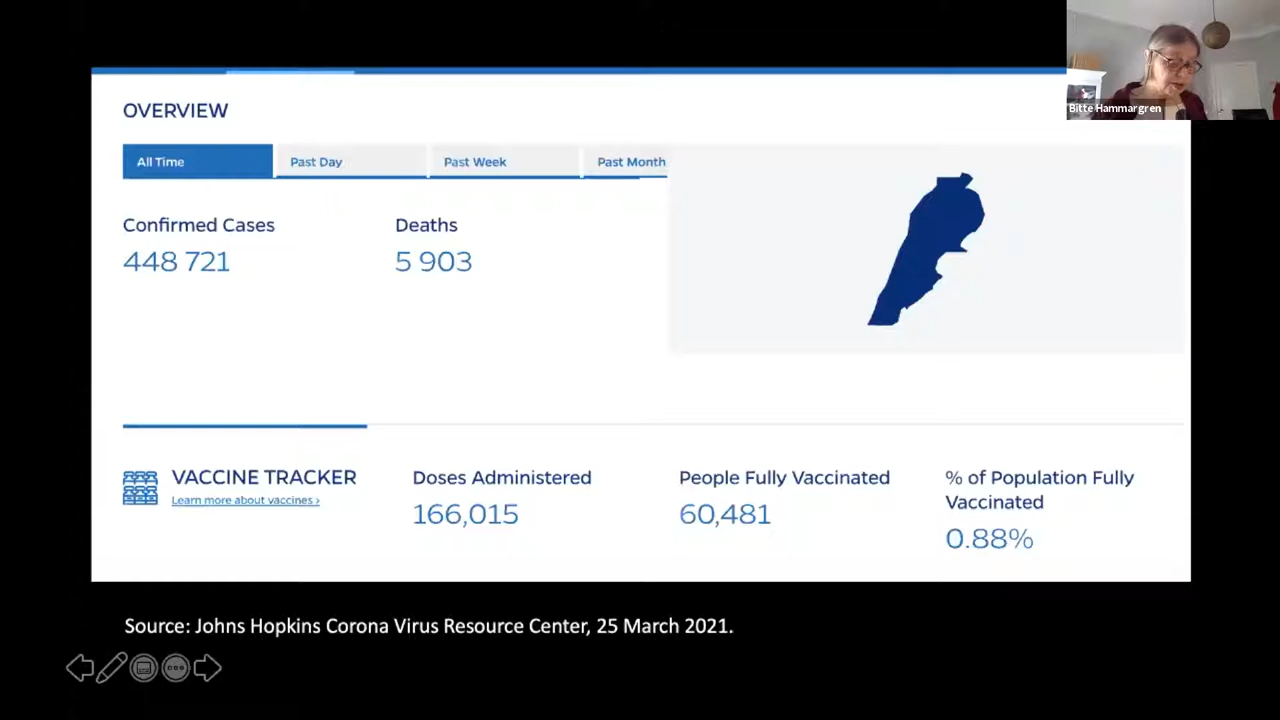 OVERVIEW
All Time
Past Day
Past Week
Past Month
Confirmed Cases
448 721
Deaths
5 903
VACCINE TRACKER
Learn more about vaccines ›
Doses Administered
166,015
People Fully Vaccinated
60,481
% of Population Fully
Vaccinated
0.88%
Source: Johns Hopkins Corona Virus Resource Center, 25 March 2021.
Bitte Hammargren